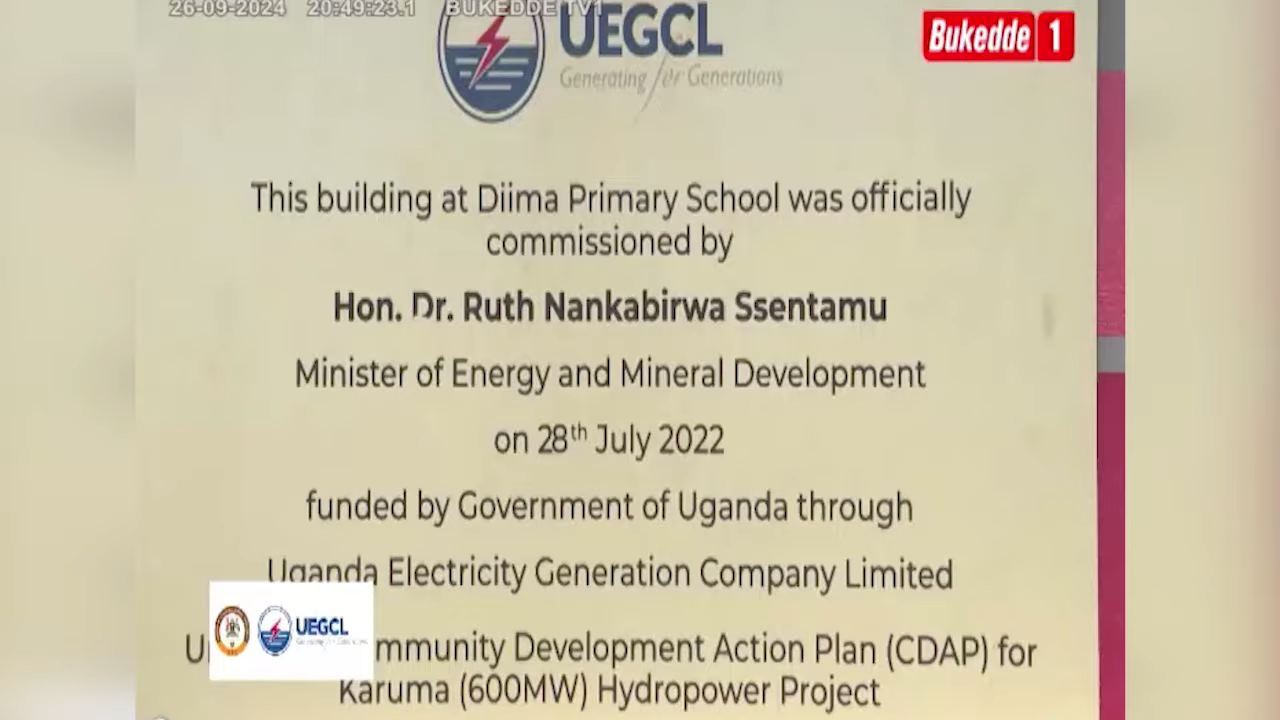 26-09-2024 20:49:23.1 BUKEDDE TV1
Bukedde 1
UEGCL
Generating for Generations
This building at Diima Primary School was officially
commissioned by
Hon. Dr. Ruth Nankabirwa Ssentamu
Minister of Energy and Mineral Development
on 28th July 2022
funded by Government of Uganda through
Uganda Electricity Generation Company Limited
Development Action Plan (CDAP) for
Karuma (600MW) Hydropower Project
UEGCL